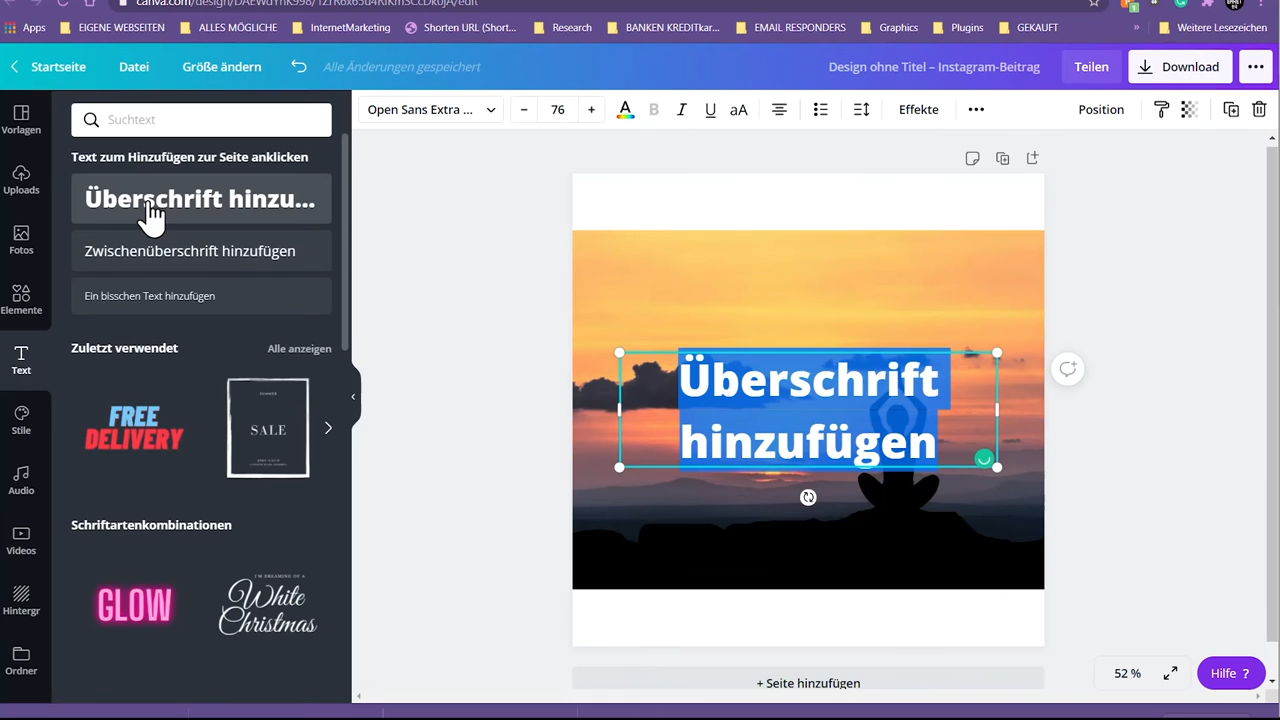 Apps
EIGENE WEBSEITEN
ALLES MÖGLICHE
InternetMarketing
Shorten URL (Short...
Research
BANKEN KREDITkar...
EMAIL RESPONDERS
Graphics
Plugins
GEKAUFT
»
Weitere Lesezeichen
Startseite
Datei
Größe ändern
Alle Änderungen gespeichert
Design ohne Titel – Instagram-Beitrag
Teilen
Download
Vorlagen
Uploads
Fotos
Elemente
Text
Stile
Audio
Videos
Hintergr
Ordner
Suchtext
Text zum Hinzufügen zur Seite anklicken
Überschrift hinzu...
Zwischenüberschrift hinzufügen
Ein bisschen Text hinzufügen
Zuletzt verwendet
Alle anzeigen
FREE
DELIVERY
SALE
Schriftartenkombinationen
GLOW
I'M DREAMING OF A
White
Christmas
Open Sans Extra ...
– 76 +
A B I U aA
Effekte
Position
Überschrift
hinzufügen
+ Seite hinzufügen
52 %
Hilfe ?